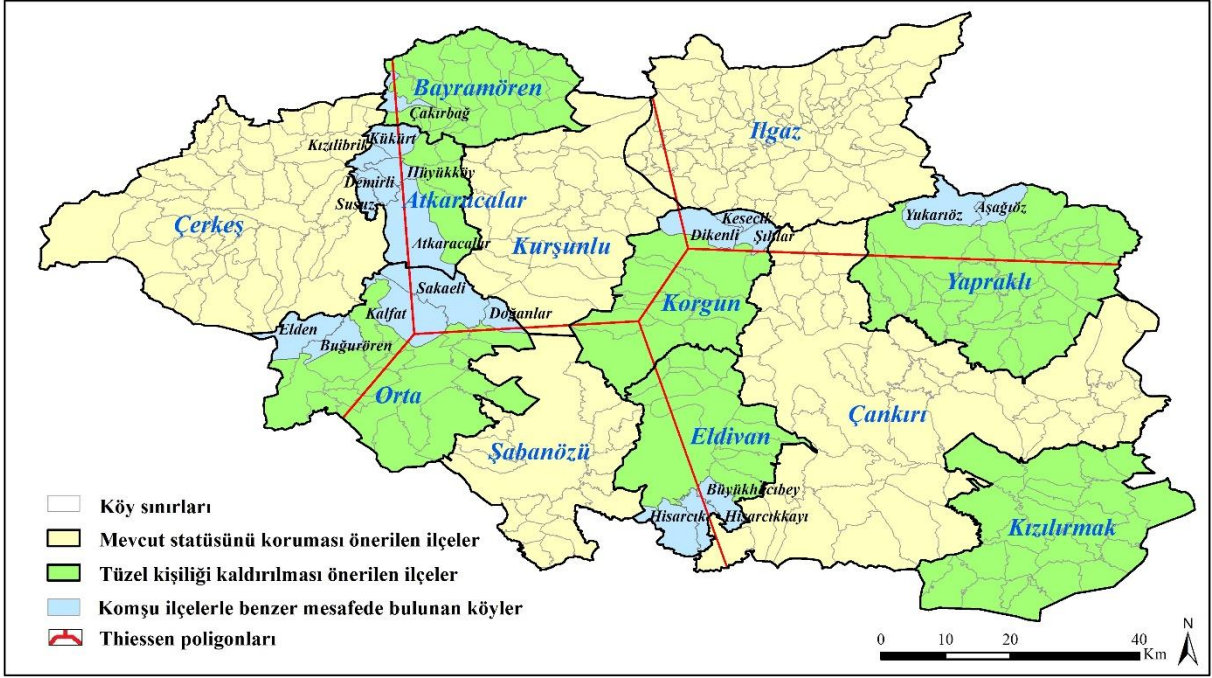 Bayramören
Çakırbağ
Ilgaz
Kızılibrik
Kükürt
Hüyükköy
Demirli
Susuz
Atkaracalar
Çerkeş
Atkaracalar
Kurşunlu
Kesecik
Dikenli
Şıhlar
Yukarıöz
Aşağıöz
Yapraklı
Sakaeli
Kalfat
Doğanlar
Korgun
Elden
Buğurören
Orta
Çankırı
Eldivan
Şabanözü
Büyükhacıbey
Hisarcık
Hisarcıkkayı
Kızılırmak
Köy sınırları
Mevcut statüsünü koruması önerilen ilçeler
Tüzel kişiliği kaldırılması önerilen ilçeler
Komşu ilçelerle benzer mesafede bulunan köyler
Thiessen poligonları
0 10 20 40
Km
N